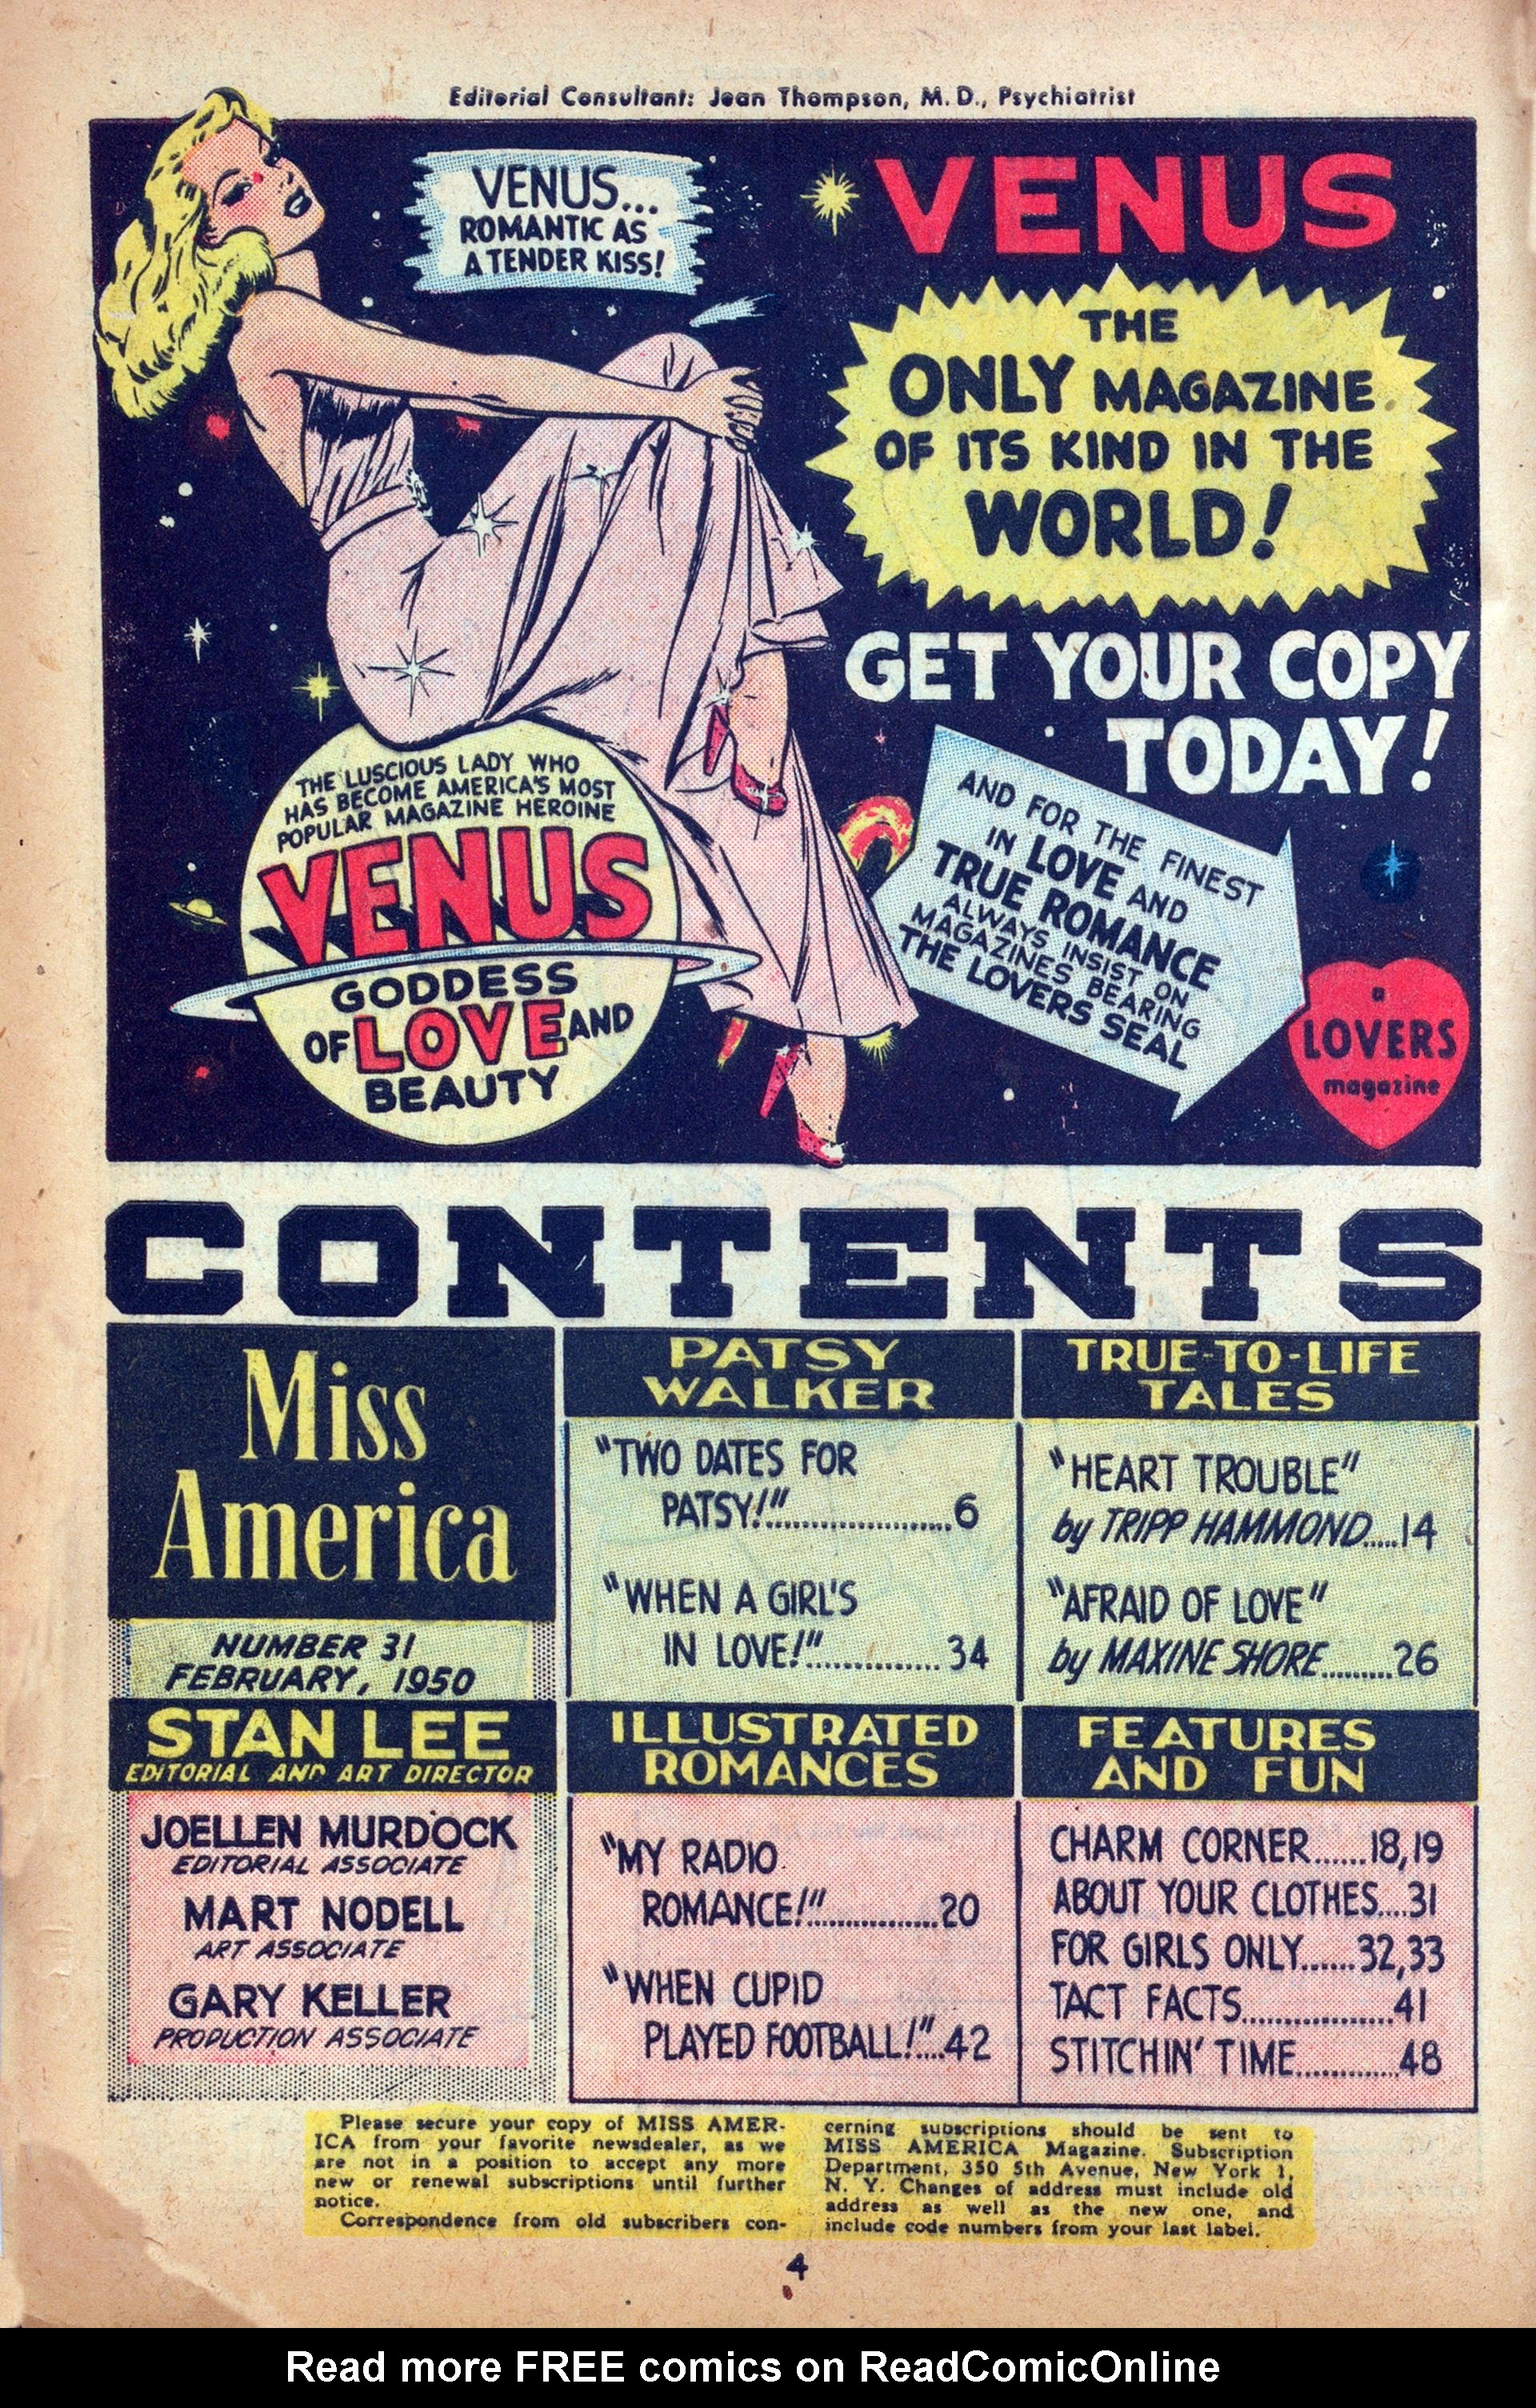 Editorial Consultant: Jean Thompson, M. D., Psychiatrist
VENUS...
ROMANTIC AS
A TENDER KISS!
VENUS
THE
ONLY MAGAZINE
OF ITS KIND IN THE
WORLD!
GET YOUR COPY
TODAY!
THE LUSCIOUS LADY WHO
HAS BECOME AMERICA'S MOST
POPULAR MAGAZINE HEROINE
VENUS
GODDESS
OF LOVE AND
BEAUTY
AND FOR THE FINEST
IN LOVE AND
TRUE ROMANCE
ALWAYS INSIST ON
MAGAZINES BEARING
THE LOVERS SEAL
a
LOVERS
magazine
CONTENTS
Miss
America
NUMBER 31
FEBRUARY, 1950
STAN LEE
EDITORIAL AND ART DIRECTOR
JOELLEN MURDOCK
EDITORIAL ASSOCIATE
MART NODELL
ART ASSOCIATE
GARY KELLER
PRODUCTION ASSOCIATE
PATSY
WALKER
"TWO DATES FOR
PATSY!".......................6
"WHEN A GIRL'S
IN LOVE!"...............34
TRUE-TO-LIFE
TALES
"HEART TROUBLE"
by TRIPP HAMMOND.....14
"AFRAID OF LOVE"
by MAXINE SHORE..........26
ILLUSTRATED
ROMANCES
"MY RADIO
ROMANCE!"................20
"WHEN CUPID
PLAYED FOOTBALL!"....42
FEATURES
AND FUN
CHARM CORNER......18,19
ABOUT YOUR CLOTHES....31
FOR GIRLS ONLY......32,33
TACT FACTS..................41
STITCHIN' TIME.............48
Please secure your copy of MISS AMER-
ICA from your favorite newsdealer, as we
are not in a position to accept any more
new or renewal subscriptions until further
notice.
Correspondence from old subscribers con-
cerning subscriptions should be sent to
MISS AMERICA Magazine. Subscription
Department, 350 5th Avenue, New York 1,
N. Y. Changes of address must include old
address as well as the new one, and
include code numbers from your last label.
4
Read more FREE comics on ReadComicOnline